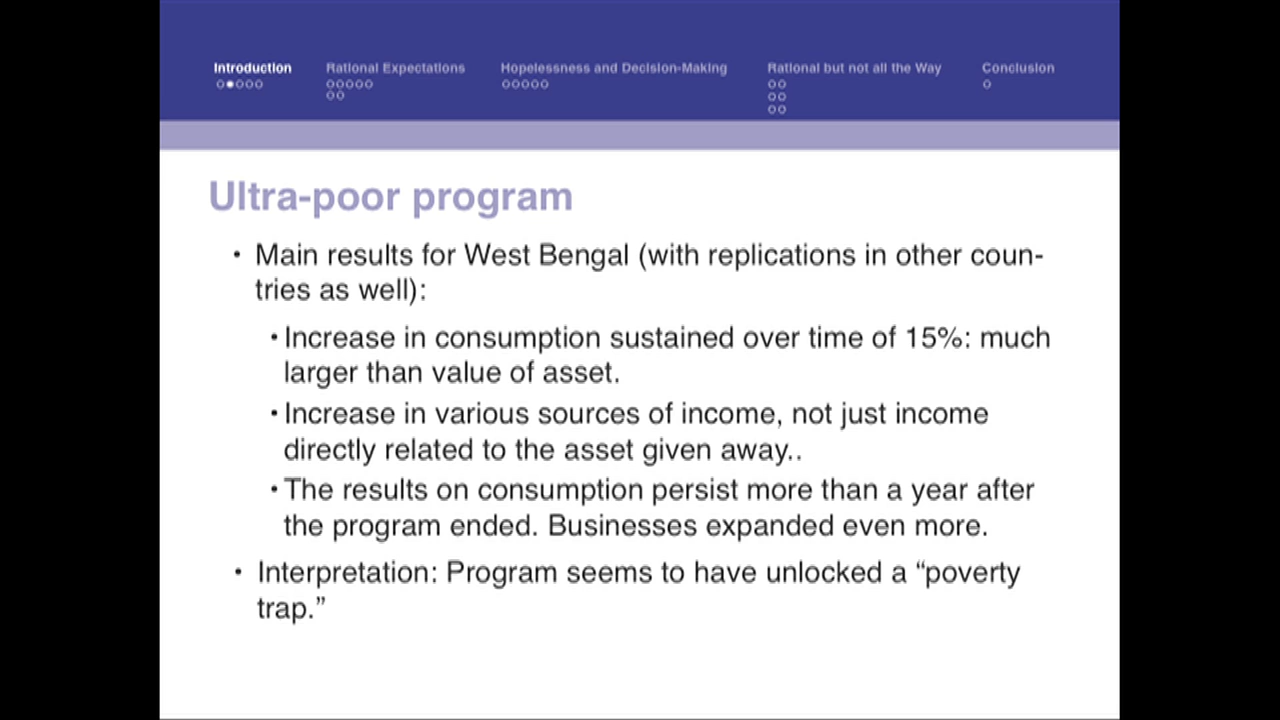 Introduction Rational Expectations Hopelessness and Decision-Making Rational but not all the Way Conclusion
Ultra-poor program
• Main results for West Bengal (with replications in other coun-
tries as well):
• Increase in consumption sustained over time of 15%: much
larger than value of asset.
• Increase in various sources of income, not just income
directly related to the asset given away..
• The results on consumption persist more than a year after
the program ended. Businesses expanded even more.
• Interpretation: Program seems to have unlocked a “poverty
trap.”